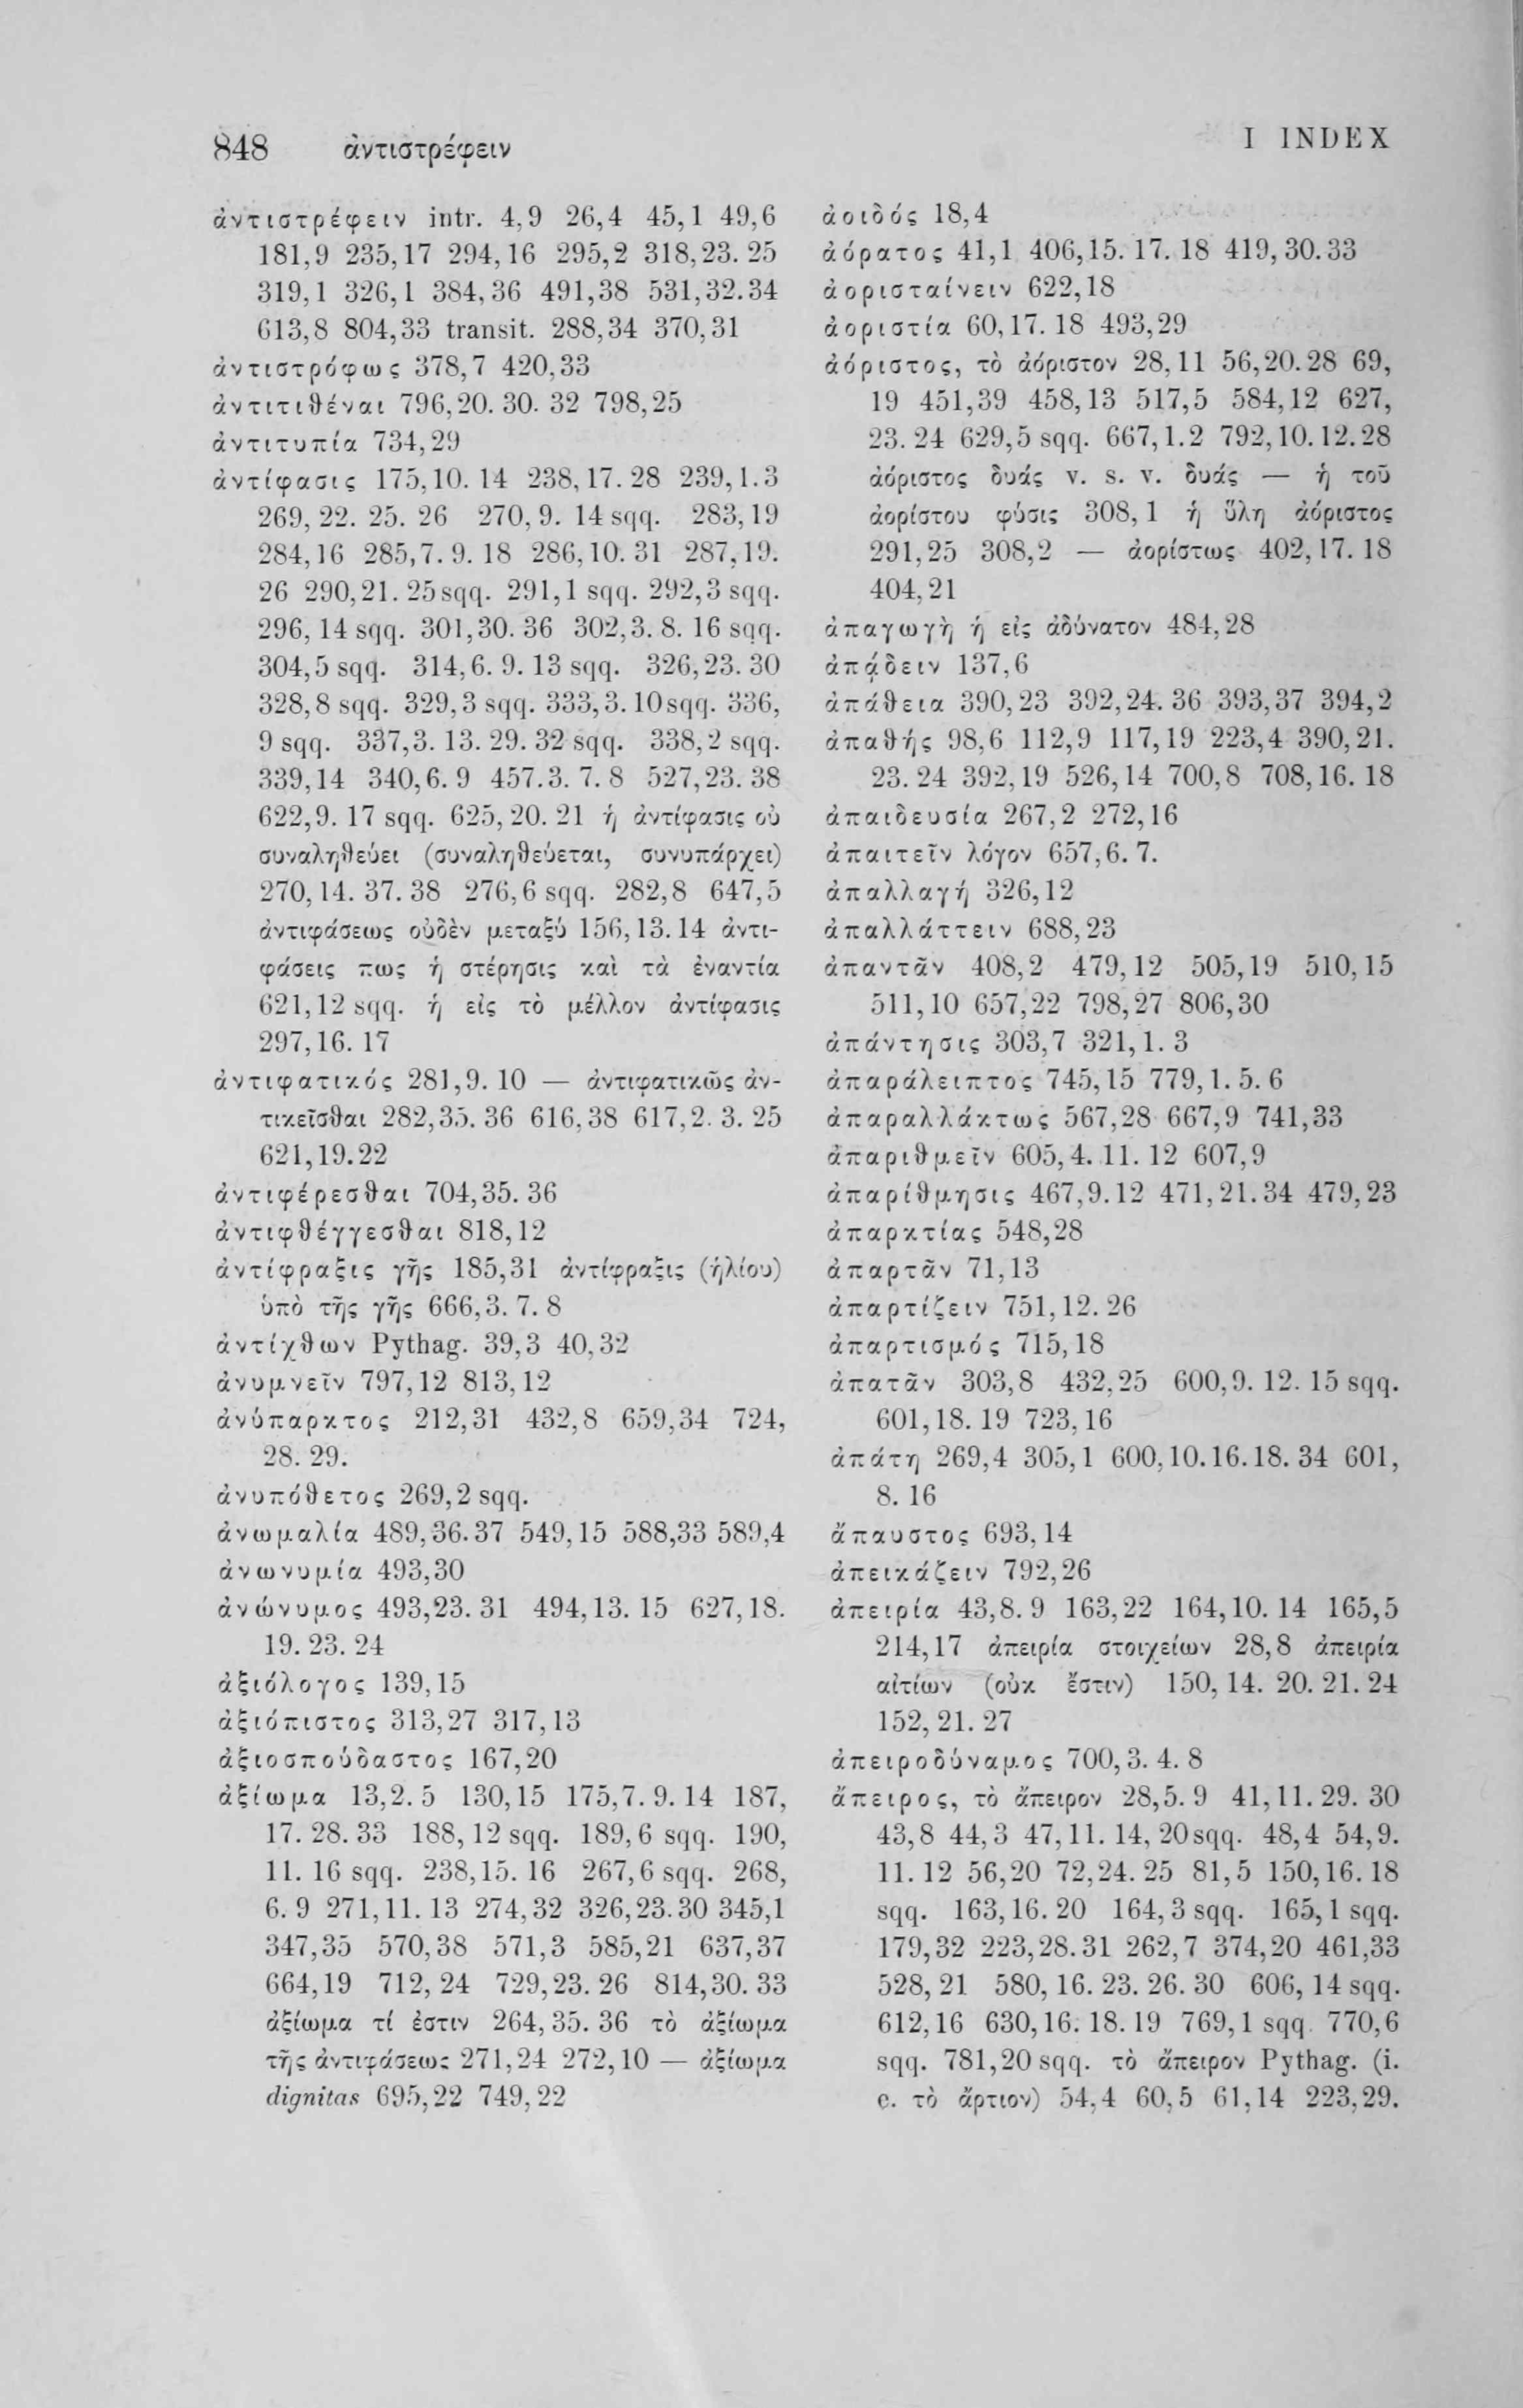 848 ἀντιστρέφειν
I INDEX
ἀντιστρέφειν intr. 4,9 26,4 45,1 49,6
181,9 235,17 294,16 295,2 318,23. 25
319,1 326,1 384,36 491,38 531,32.34
613,8 804,33 transit. 288,34 370,31
ἀντιστρόφως 378,7 420,33
ἀντιτιθέναι 796,20. 30. 32 798,25
ἀντιτυπία 734,29
ἀντίφασις 175,10. 14 238,17. 28 239,1.3
269, 22. 25. 26 270, 9. 14 sqq. 283,19
284,16 285,7. 9. 18 286,10. 31 287,19.
26 290,21. 25sqq. 291,1 sqq. 292,3 sqq.
296, 14 sqq. 301,30. 36 302,3. 8. 16 sqq.
304,5 sqq. 314,6. 9. 13 sqq. 326,23. 30
328,8 sqq. 329,3 sqq. 333,3.10sqq. 336,
9 sqq. 337,3. 13. 29. 32 sqq. 338,2 sqq.
339,14 340,6. 9 457.3. 7. 8 527,23. 38
622,9. 17 sqq. 625,20. 21 ἡ ἀντίφασις οὐ
συναληθεύει (συναληθεύεται, συνυπάρχει)
270,14. 37. 38 276,6 sqq. 282,8 647,5
ἀντιφάσεως οὐδὲν μεταξύ 156,13.14 ἀντι-
φάσεις πως ἡ στέρησις καὶ τὰ ἐναντία
621,12 sqq. ἡ εἰς τὸ μέλλον ἀντίφασις
297,16. 17
ἀντιφατικός 281,9. 10 — ἀντιφατικῶς ἀν-
τικεῖσθαι 282,35. 36 616,38 617,2. 3. 25
621,19.22
ἀντιφέρεσθαι 704,35. 36
ἀντιφθέγγεσθαι 818,12
ἀντίφραξις γῆς 185,31 ἀντίφραξις (ἡλίου)
ὑπὸ τῆς γῆς 666,3. 7. 8
ἀντίχθων Pythag. 39,3 40,32
ἀνυμνεῖν 797,12 813,12
ἀνύπαρκτος 212,31 432,8 659,34 724,
28. 29.
ἀνυπόθετος 269,2 sqq.
ἀνωμαλία 489,36.37 549,15 588,33 589,4
ἀνωνυμία 493,30
ἀνώνυμος 493,23. 31 494,13. 15 627,18.
19. 23. 24
ἀξιόλογος 139,15
ἀξιόπιστος 313,27 317,13
ἀξιοσπούδαστος 167,20
ἀξίωμα 13,2. 5 130,15 175,7. 9. 14 187,
17. 28. 33 188,12 sqq. 189,6 sqq. 190,
11. 16 sqq. 238,15. 16 267,6 sqq. 268,
6. 9 271,11. 13 274,32 326,23.30 345,1
347,35 570,38 571,3 585,21 637,37
664,19 712,24 729,23. 26 814,30. 33
ἀξίωμα τί ἐστιν 264,35. 36 τὸ ἀξίωμα
τῆς ἀντιφάσεως 271,24 272,10 — ἀξίωμα
dignitas 695,22 749,22
ἀοιδός 18,4
ἀόρατος 41,1 406,15. 17. 18 419,30.33
ἀορισταίνειν 622,18
ἀοριστία 60,17. 18 493,29
ἀόριστος, τὸ ἀόριστον 28,11 56,20.28 69,
19 451,39 458,13 517,5 584,12 627,
23. 24 629,5 sqq. 667,1.2 792,10.12.28
ἀόριστος δυάς v. s. v. δυάς — ἡ τοῦ
ἀορίστου φύσις 308,1 ἡ ὕλη ἀόριστος
291,25 308,2 — ἀορίστως 402,17. 18
404,21
ἀπαγωγὴ ἡ εἰς ἀδύνατον 484,28
ἀπᾴδειν 137,6
ἀπάθεια 390,23 392,24. 36 393,37 394,2
ἀπαθής 98,6 112,9 117,19 223,4 390,21.
23. 24 392,19 526,14 700,8 708,16. 18
ἀπαιδευσία 267,2 272,16
ἀπαιτεῖν λόγον 657,6. 7.
ἀπαλλαγή 326,12
ἀπαλλάττειν 688,23
ἀπαντᾶν 408,2 479,12 505,19 510,15
511,10 657,22 798,27 806,30
ἀπάντησις 303,7 321,1. 3
ἀπαράλειπτος 745,15 779,1. 5. 6
ἀπαραλλάκτως 567,28 667,9 741,33
ἀπαριθμεῖν 605,4. 11. 12 607,9
ἀπαρίθμησις 467,9.12 471,21.34 479,23
ἀπαρκτίας 548,28
ἀπαρτᾶν 71,13
ἀπαρτίζειν 751,12. 26
ἀπαρτισμός 715,18
ἀπατᾶν 303,8 432,25 600,9. 12. 15 sqq.
601,18. 19 723,16
ἀπάτη 269,4 305,1 600,10.16.18. 34 601,
8. 16
ἄπαυστος 693,14
ἀπεικάζειν 792,26
ἀπειρία 43,8. 9 163,22 164,10. 14 165,5
214,17 ἀπειρία στοιχείων 28,8 ἀπειρία
αἰτίων (οὐκ ἔστιν) 150,14. 20. 21. 24
152,21. 27
ἀπειροδύναμος 700,3. 4. 8
ἄπειρος, τὸ ἄπειρον 28,5. 9 41,11. 29. 30
43,8 44,3 47,11. 14, 20sqq. 48,4 54,9.
11. 12 56,20 72,24. 25 81,5 150,16. 18
sqq. 163,16. 20 164,3 sqq. 165,1 sqq.
179,32 223,28.31 262,7 374,20 461,33
528,21 580,16. 23. 26. 30 606,14 sqq.
612,16 630,16. 18. 19 769,1 sqq. 770,6
sqq. 781,20 sqq. τὸ ἄπειρον Pythag. (i.
e. τὸ ἄρτιον) 54,4 60,5 61,14 223,29.